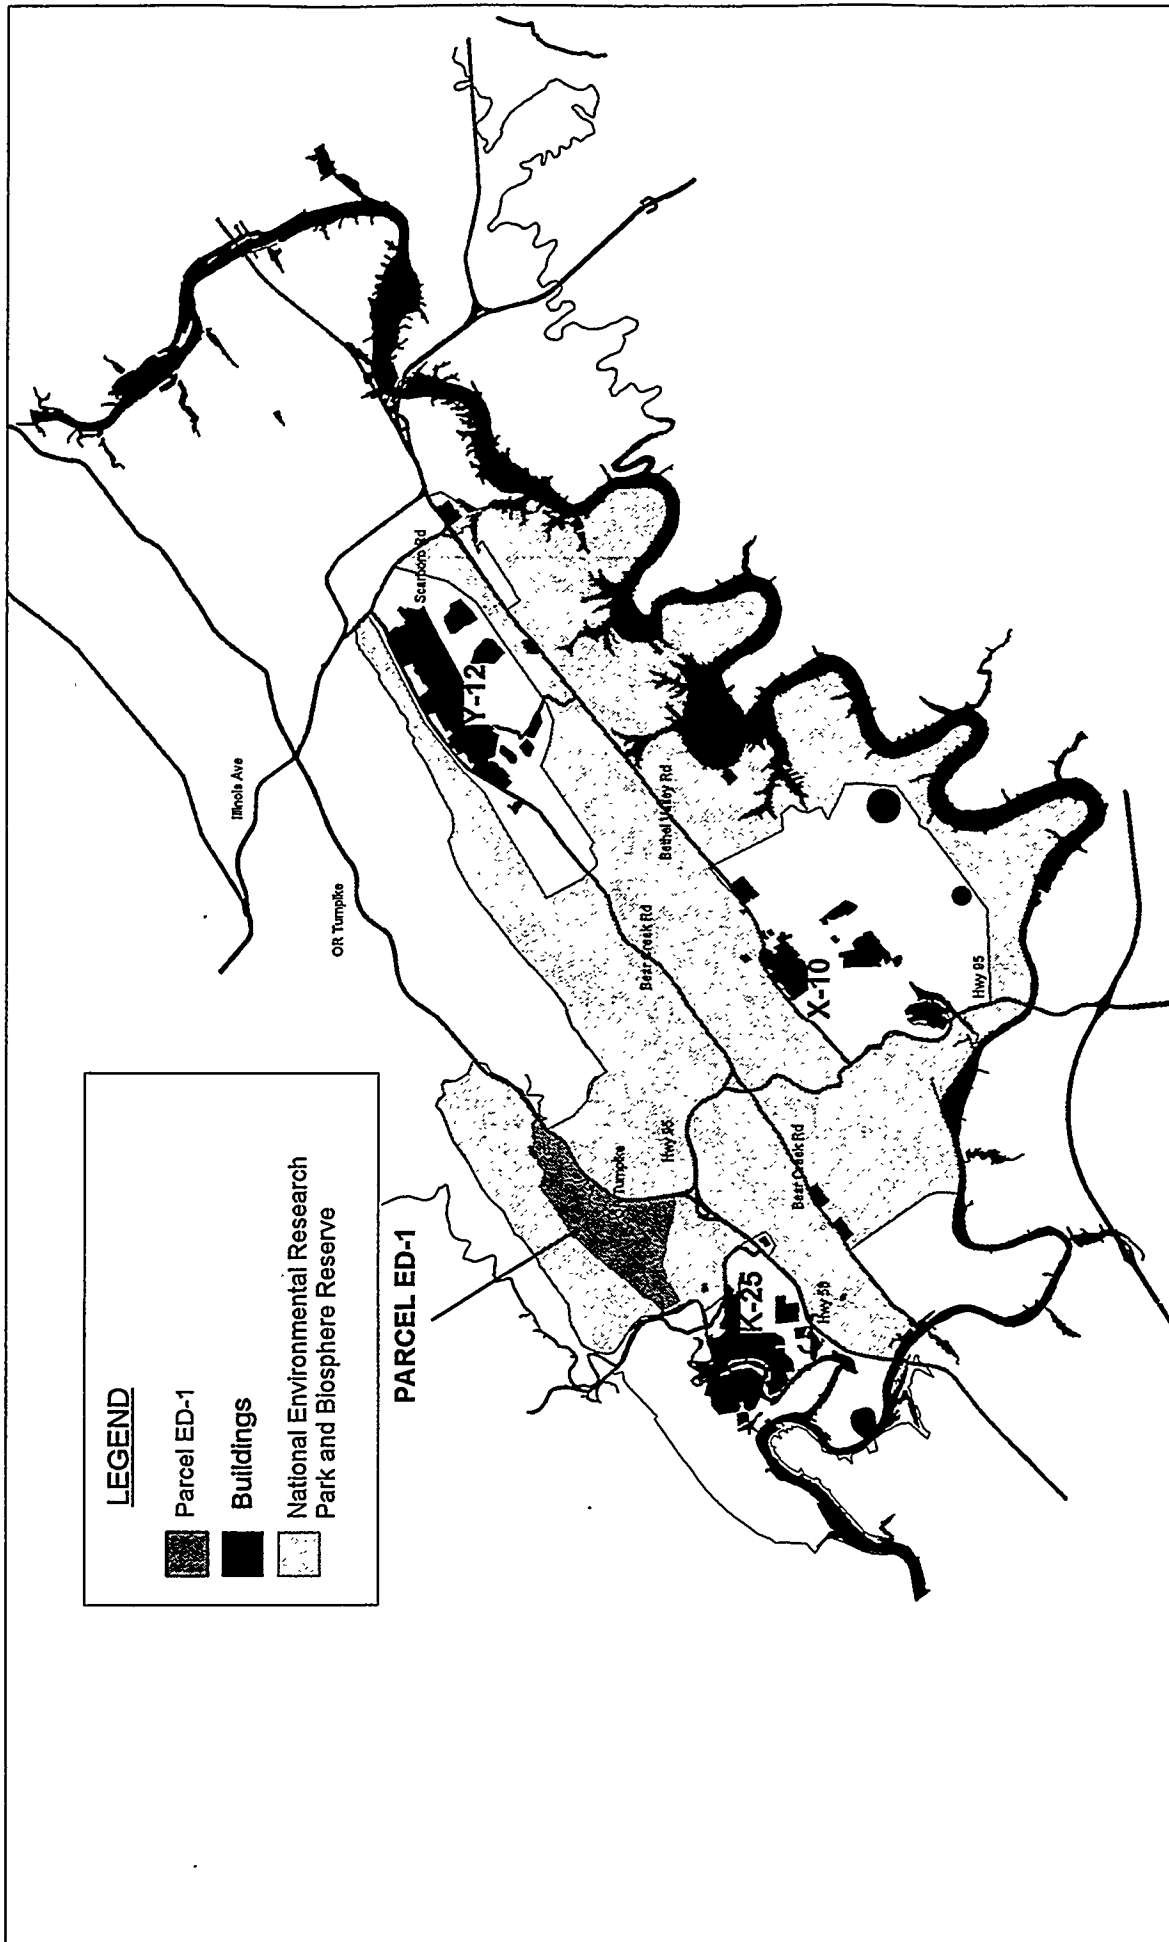 LEGEND
Parcel ED-1
Buildings
National Environmental Research
Park and Biosphere Reserve
PARCEL ED-1
Illinois Ave
OR Turnpike
Scarboro Rd
Y-12
Bethel Valley Rd
Bear Creek Rd
X-10
Hwy 95
Turnpike
Hwy 95
Bear Creek Rd
K-25
Hwy 58